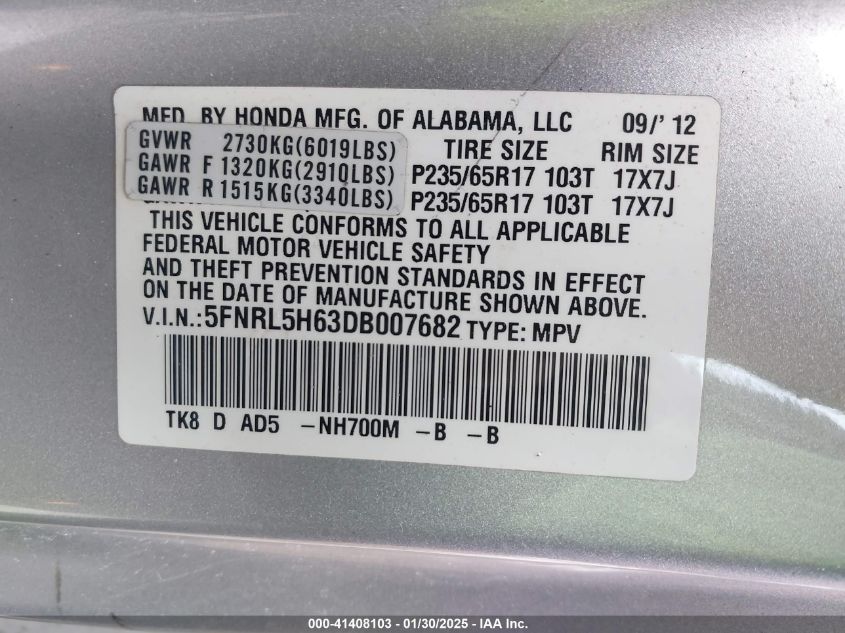 MFD. BY HONDA MFG. OF ALABAMA, LLC 09/' 12
GVWR 2730KG(6019LBS) TIRE SIZE RIM SIZE
GAWR F 1320KG(2910LBS) P235/65R17 103T 17X7J
GAWR R 1515KG(3340LBS) P235/65R17 103T 17X7J
THIS VEHICLE CONFORMS TO ALL APPLICABLE
FEDERAL MOTOR VEHICLE SAFETY
AND THEFT PREVENTION STANDARDS IN EFFECT
ON THE DATE OF MANUFACTURE SHOWN ABOVE.
V.I.N.: 5FNRL5H63DB007682 TYPE: MPV
TK8 D AD5 -NH700M -B -B
000-41408103 - 01/30/2025 - IAA Inc.